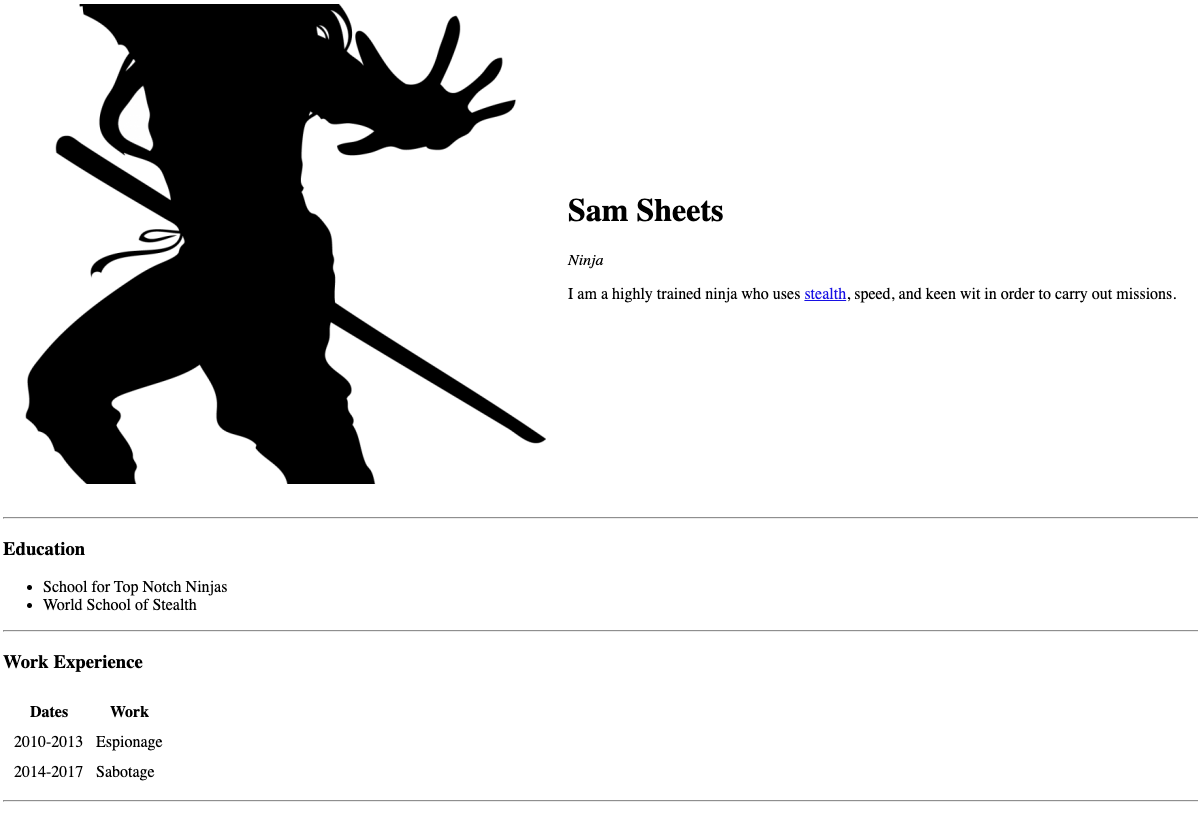 Sam Sheets
Ninja
I am a highly trained ninja who uses stealth, speed, and keen wit in order to carry out missions.
Education
• School for Top Notch Ninjas
• World School of Stealth
Work Experience
Dates Work
2010-2013 Espionage
2014-2017 Sabotage